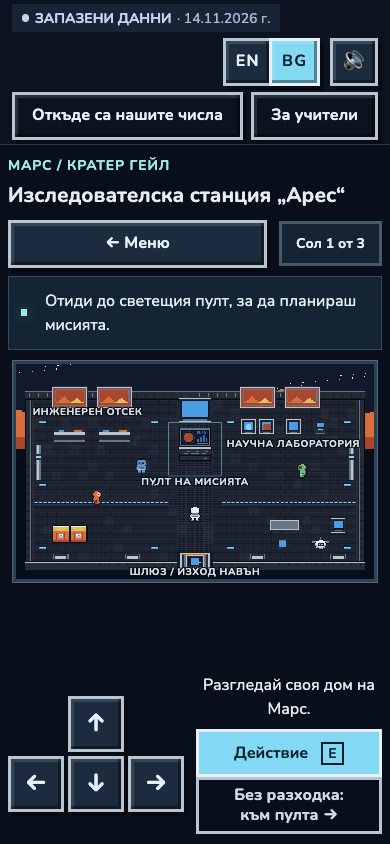 ЗАПАЗЕНИ ДАННИ · 14.11.2026 г.
EN BG
Откъде са нашите числа
За учители
МАРС / КРАТЕР ГЕЙЛ
Изследователска станция „Арес“
← Меню
Сол 1 от 3
Отиди до светещия пулт, за да планираш
мисията.
ИНЖЕНЕРЕН ОТСЕК
НАУЧНА ЛАБОРАТОРИЯ
ПУЛТ НА МИСИЯТА
ШЛЮЗ / ИЗХОД НАВЪН
Разгледай своя дом на
Марс.
↑
← ↓ →
Действие E
Без разходка:
към пулта →